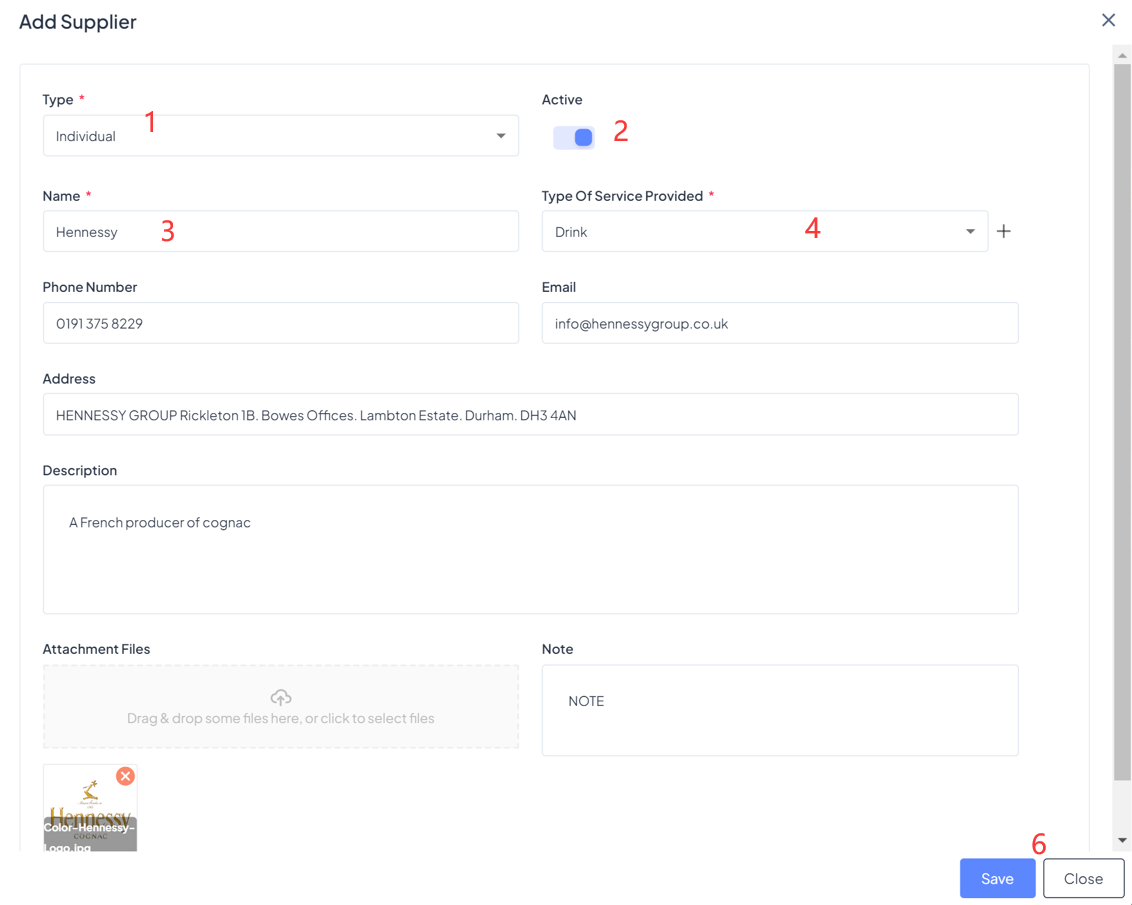 Add Supplier
Type *
1
Active
Individual
2
Name *
Type Of Service Provided *
Hennessy
3
Drink
4
Phone Number
Email
0191 375 8229
info@hennessygroup.co.uk
Address
HENNESSY GROUP Rickleton 1B. Bowes Offices. Lambton Estate. Durham. DH3 4AN
Description
A French producer of cognac
Attachment Files
Note
Drag & drop some files here, or click to select files
NOTE
Hennessy
Color-Hennessy-
COGNAC
Logo.jpg
6
Save
Close